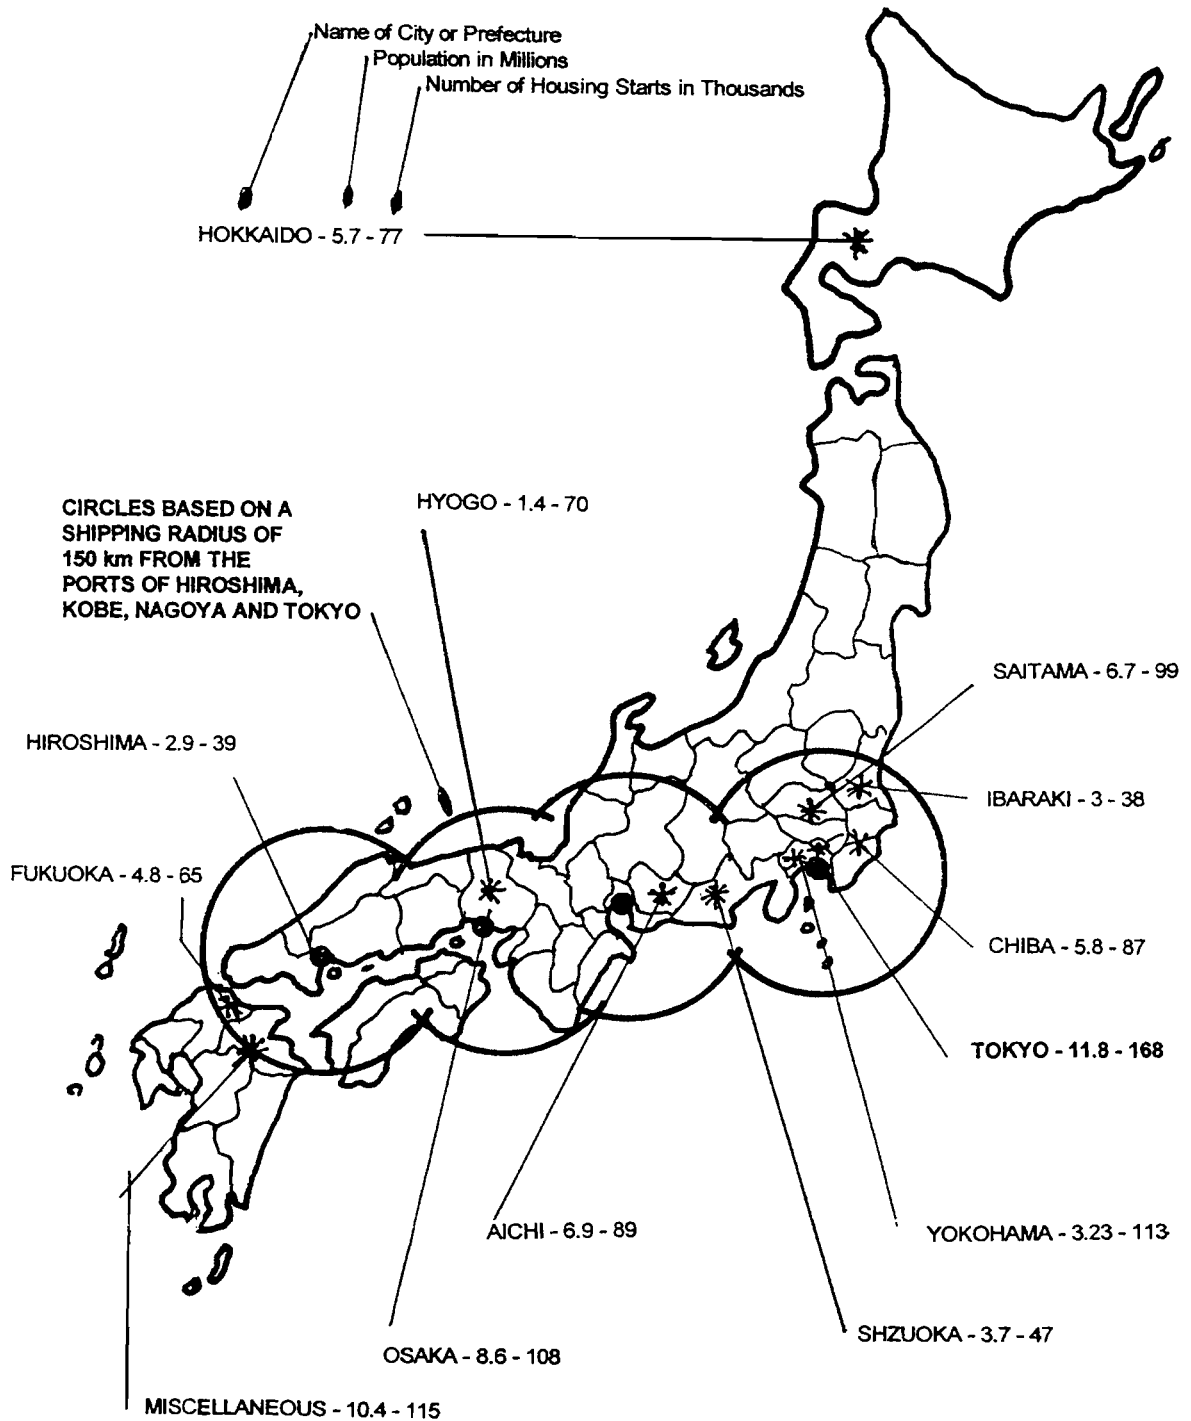 Name of City or Prefecture
Population in Millions
Number of Housing Starts in Thousands
HOKKAIDO - 5.7 - 77
CIRCLES BASED ON A
SHIPPING RADIUS OF
150 km FROM THE
PORTS OF HIROSHIMA,
KOBE, NAGOYA AND TOKYO
HYOGO - 1.4 - 70
SAITAMA - 6.7 - 99
HIROSHIMA - 2.9 - 39
IBARAKI - 3 - 38
FUKUOKA - 4.8 - 65
CHIBA - 5.8 - 87
TOKYO - 11.8 - 168
AICHI - 6.9 - 89
YOKOHAMA - 3.23 - 113
SHZUOKA - 3.7 - 47
OSAKA - 8.6 - 108
MISCELLANEOUS - 10.4 - 115